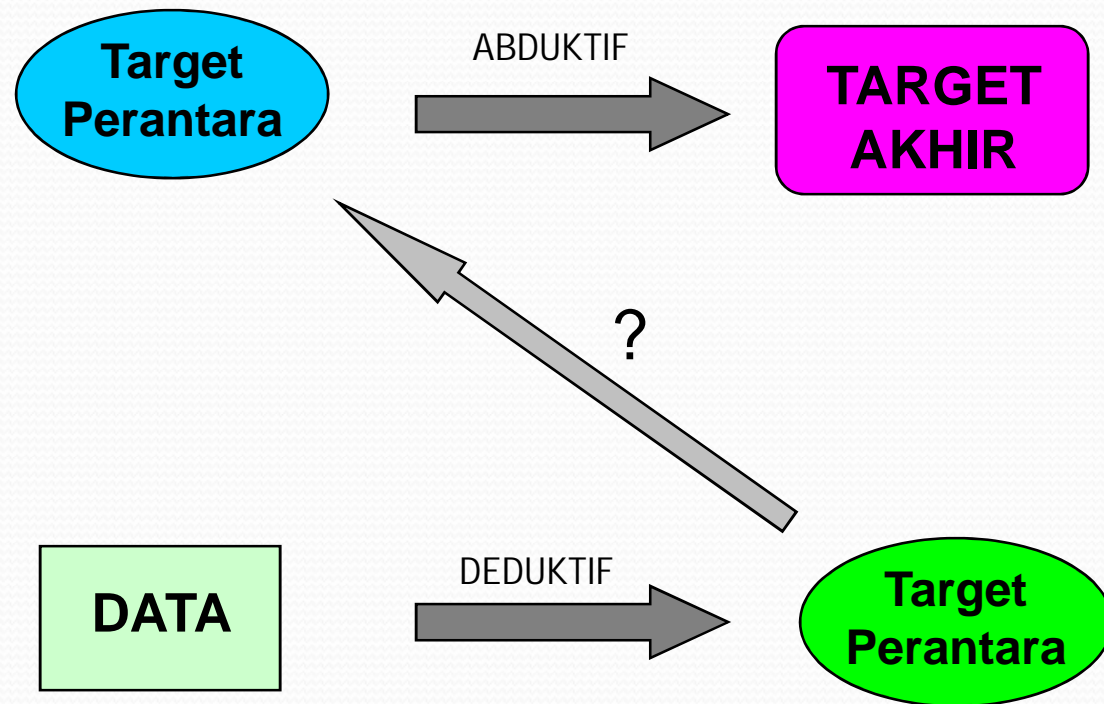 Target
Perantara
ABDUKTIF
TARGET
AKHIR
?
DATA
DEDUKTIF
Target
Perantara